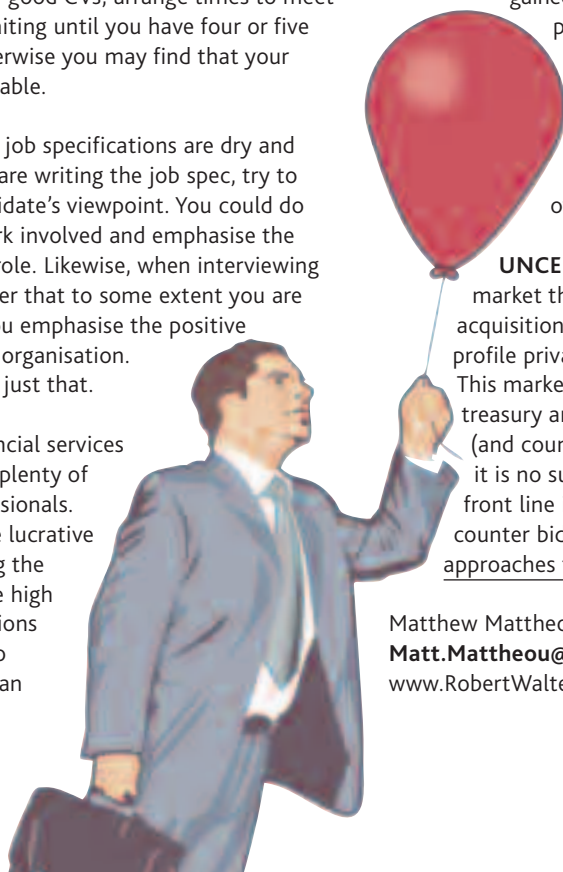 good CVs, arrange times to meet
iting until you have four or five
erwise you may find that your
able.
job specifications are dry and
are writing the job spec, try to
idate's viewpoint. You could do
rk involved and emphasise the
role. Likewise, when interviewing
er that to some extent you are
ou emphasise the positive
organisation.
just that.
ncial services
plenty of
sionals.
e lucrative
g the
e high
ions
o
an
gaine
p
o
UNCE
market th
acquisition
profile priva
This marke
treasury an
(and coun
it is no su
front line
counter bid
approaches
Matthew Mattheo
Matt.Mattheou@
www.RobertWalte